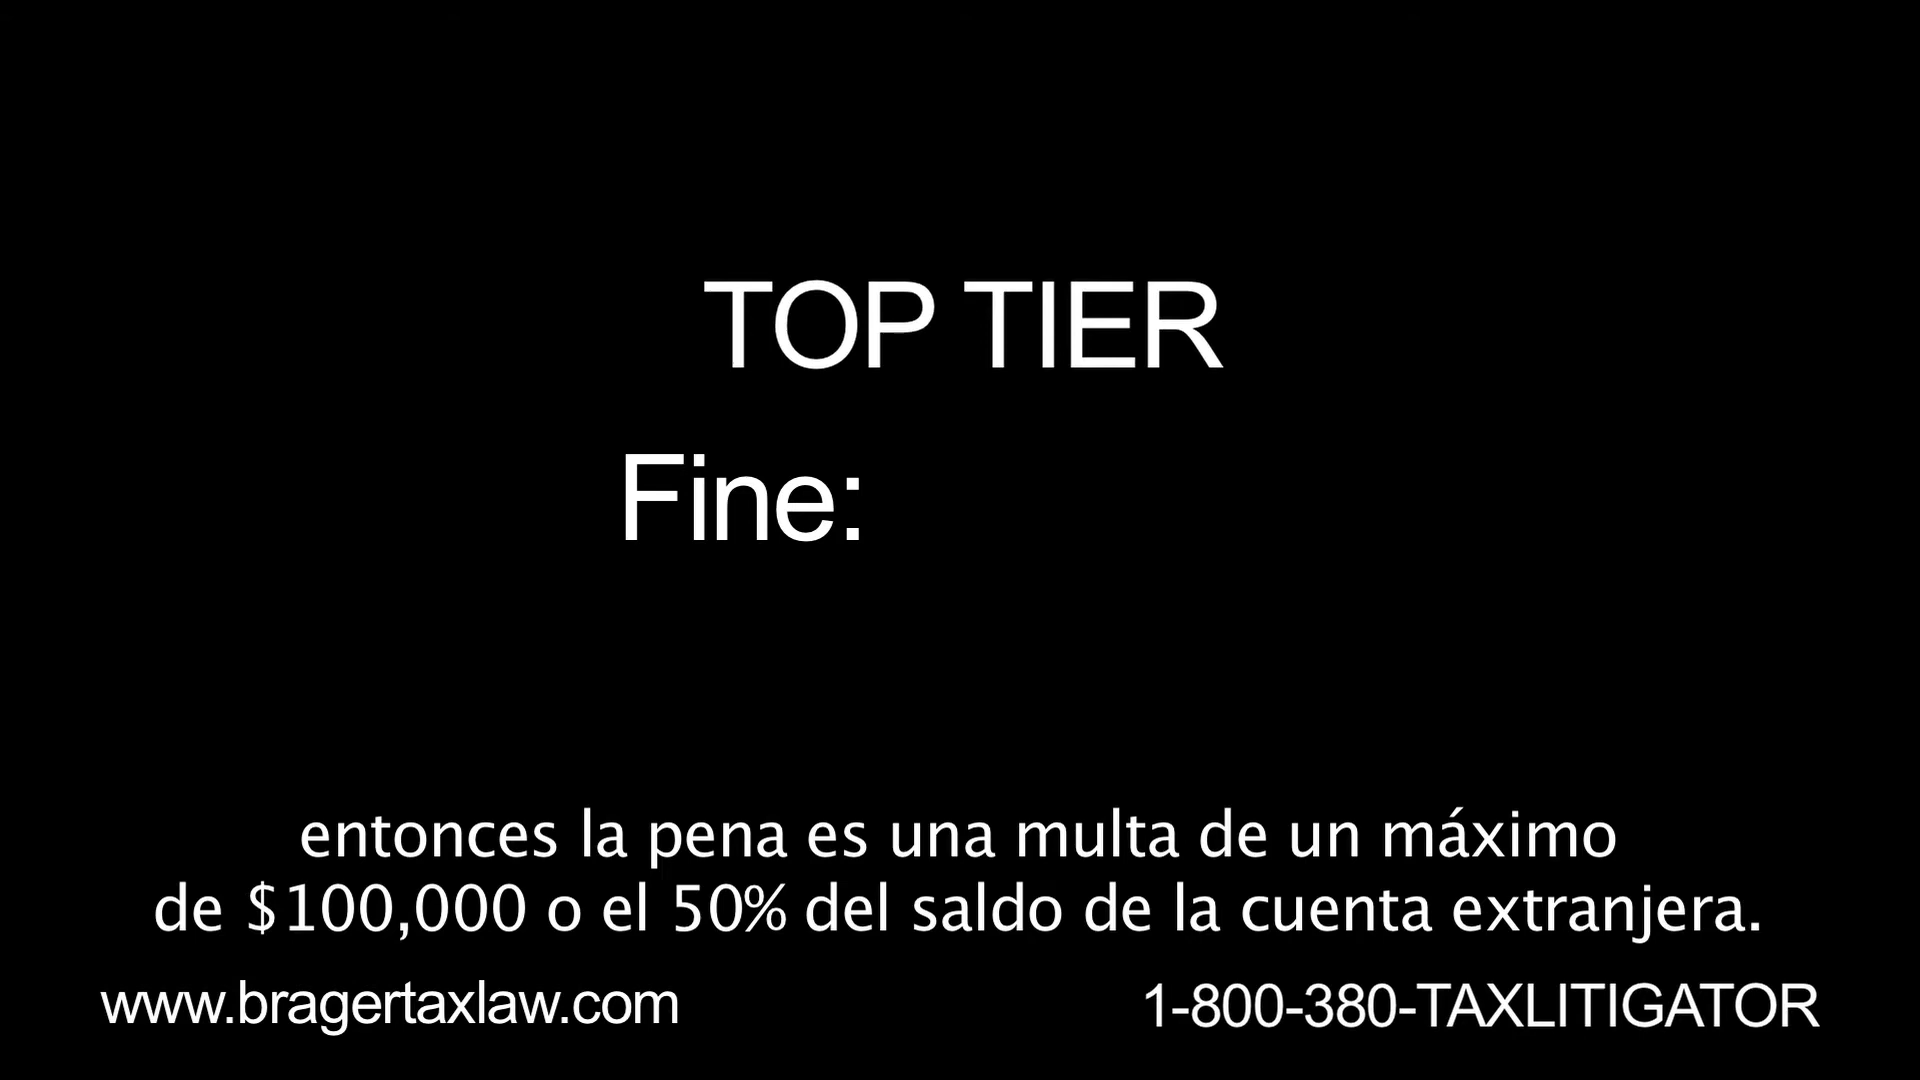 TOP TIER
Fine:
entonces la pena es una multa de un máximo
de $100,000 o el 50% del saldo de la cuenta extranjera.
www.bragertaxlaw.com
1-800-380-TAXLITIGATOR